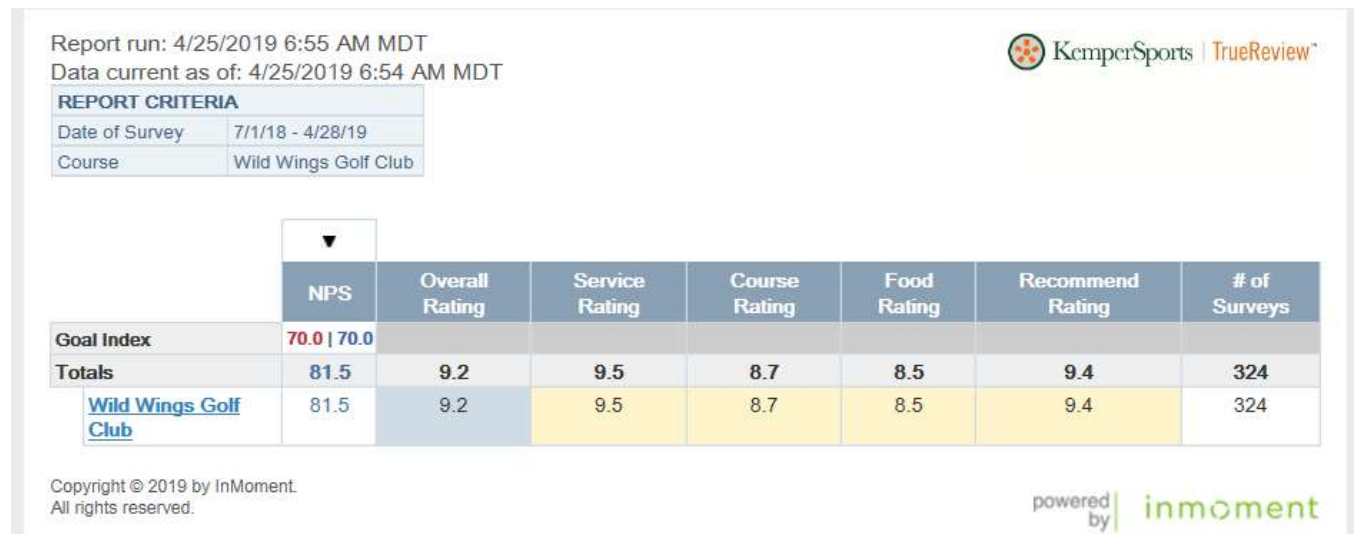 Report run: 4/25/2019 6:55 AM MDT
Data current as of: 4/25/2019 6:54 AM MDT
KemperSports | TrueReview™
REPORT CRITERIA
Date of Survey 7/1/18 - 4/28/19
Course Wild Wings Golf Club
▼
NPS Overall Rating Service Rating Course Rating Food Rating Recommend Rating # of Surveys
Goal Index 70.0 | 70.0
Totals 81.5 9.2 9.5 8.7 8.5 9.4 324
Wild Wings Golf Club 81.5 9.2 9.5 8.7 8.5 9.4 324
Copyright © 2019 by InMoment.
All rights reserved.
powered by inmoment